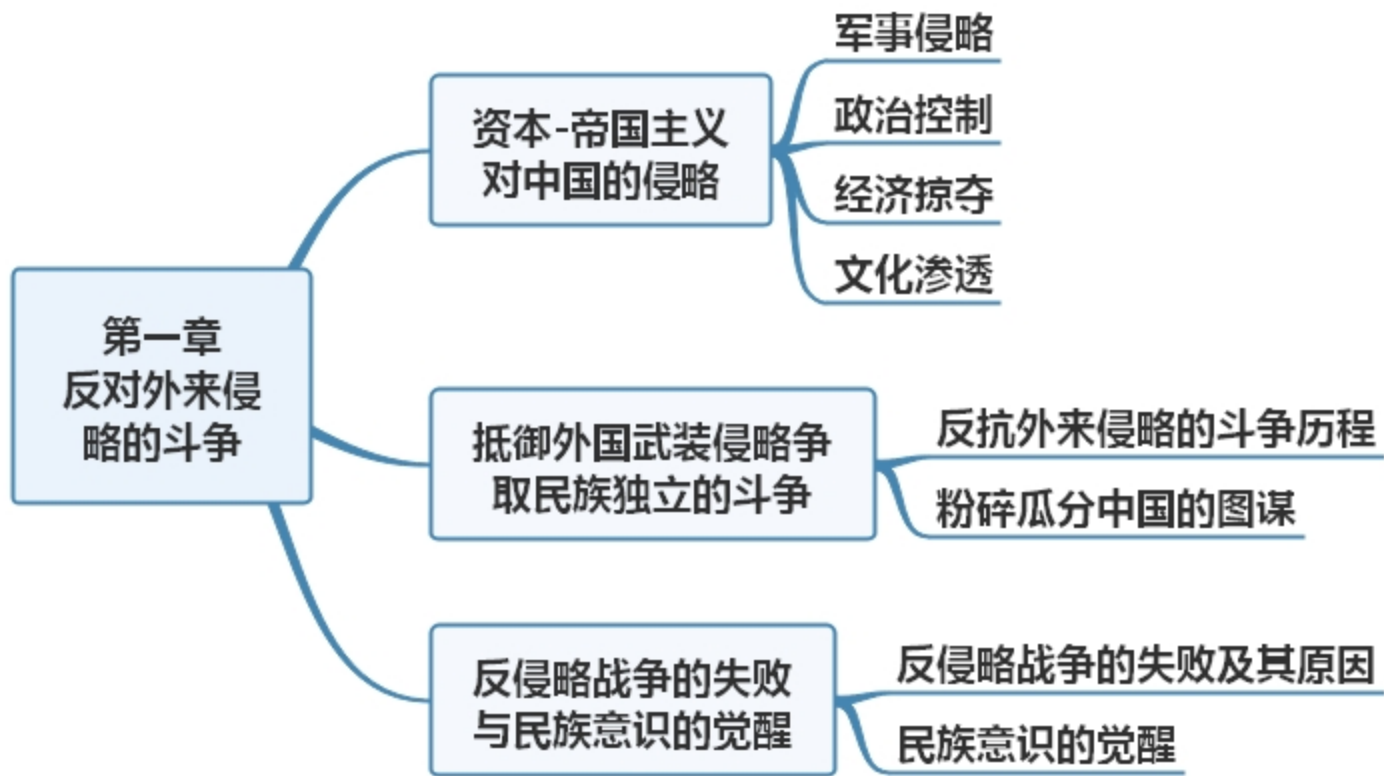 第一章
反对外来侵
略的斗争
资本-帝国主义
对中国的侵略
军事侵略
政治控制
经济掠夺
文化渗透
抵御外国武装侵略争
取民族独立的斗争
反抗外来侵略的斗争历程
粉碎瓜分中国的图谋
反侵略战争的失败
与民族意识的觉醒
反侵略战争的失败及其原因
民族意识的觉醒